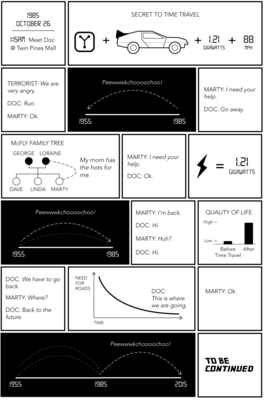 1985
OCTOBER 26
1:15AM Meet Doc
@ Twin Pines Mall
SECRET TO TIME TRAVEL
+
+
1.21
GIGAWATTS
+
88
MPH
TERRORIST: We are
very angry.
DOC: Run.
MARTY: Ok.
Peewwwkchoooochoo!
1955
1985
MARTY: I need your
help.
DOC: Go away.
McFLY FAMILY TREE
GEORGE
LORAINE
DAVE
LINDA
MARTY
My mom has
the hots for
me.
MARTY: I need your
help.
DOC: Ok.
=
1.21
GIGAWATTS
Peewwwkchoooochoo!
1955
1985
MARTY: I'm back.
DOC: Hi.
MARTY: Huh?
DOC: Hi.
QUALITY OF LIFE
High
Low
Before
After
Time Travel
DOC: We have to go
back.
MARTY: Where?
DOC: Back to the
future.
NEED
FOR
ROADS
TIME
DOC:
This is where
we are going.
MARTY: Ok.
Peewwwkchoooochoo!
1955
1985
2015
TO BE
CONTINUED